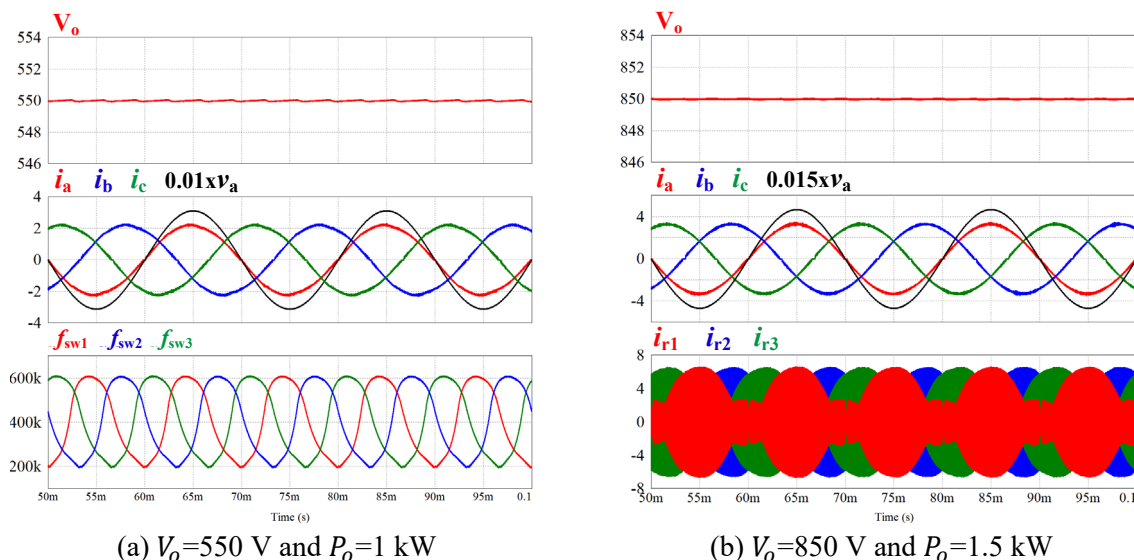 Vo
554
552
550
548
546
ia ib ic 0.01xva
4
2
0
-2
-4
fsw1 fsw2 fsw3
600k
400k
200k
50m 55m 60m 65m 70m 75m 80m 85m 90m 95m 0.1
Time (s)
(a) Vo=550 V and Po=1 kW
Vo
854
852
850
848
846
ia ib ic 0.015xva
4
0
-4
ir1 ir2 ir3
8
4
0
-4
-8
50m 55m 60m 65m 70m 75m 80m 85m 90m 95m 0.1
Time (s)
(b) Vo=850 V and Po=1.5 kW